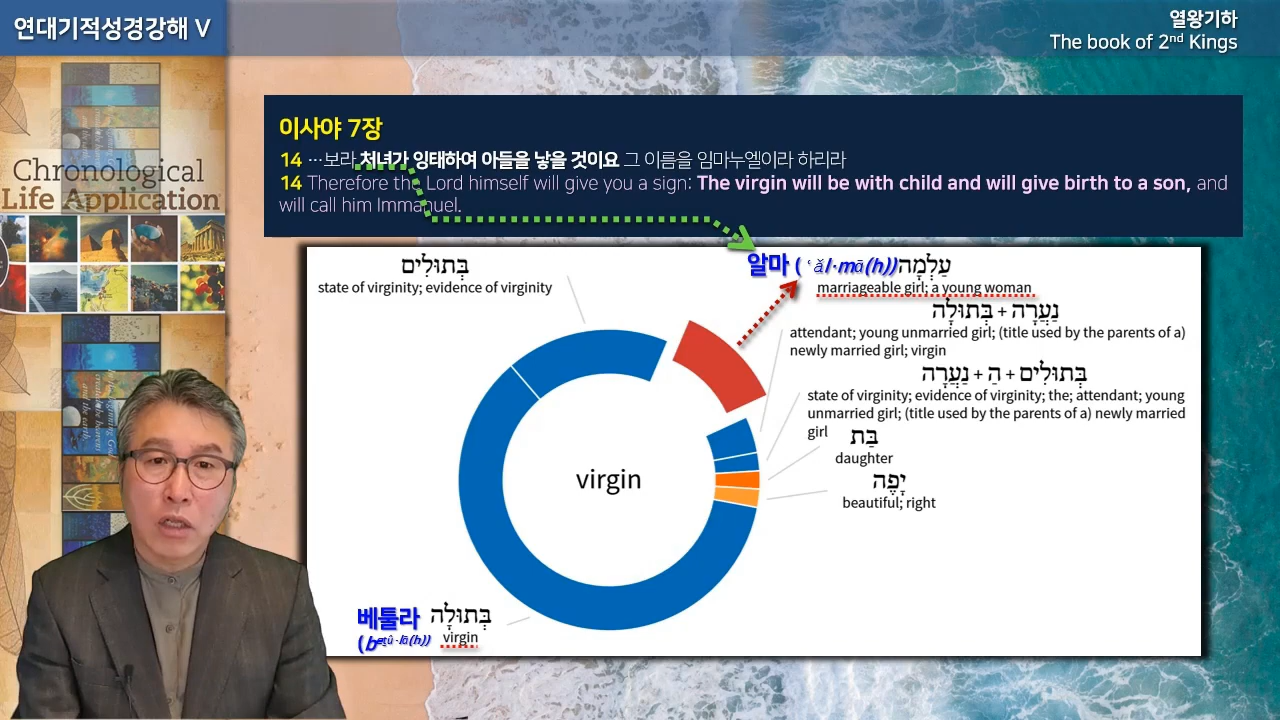 연대기적성경강해 V
열왕기하
The book of 2nd Kings
Chronological
Life Application
이사야 7장
14 …보라 처녀가 잉태하여 아들을 낳을 것이요 그 이름을 임마누엘이라 하리라
14 Therefore the Lord himself will give you a sign: The virgin will be with child and will give birth to a son, and
will call him Immanuel.
בְּתוּלִים
state of virginity; evidence of virginity
알마 ( ʿăl·mā(h)) עַלְמָה
marriageable girl; a young woman
נַעֲרָה + בְּתוּלָה
attendant; young unmarried girl; (title used by the parents of a)
newly married girl; virgin
בְּתוּלִים + הַ + נַעֲרָה
state of virginity; evidence of virginity; the; attendant; young
unmarried girl; (title used by the parents of a) newly married
girl
בַּת
daughter
יָפֶה
beautiful; right
virgin
베툴라 בְּתוּלָה
(bᵉṯû·lā(h))
virgin